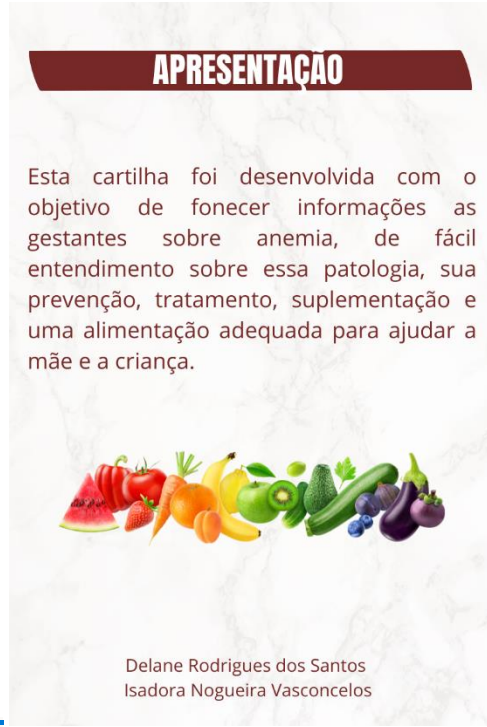 APRESENTAÇÃO
Esta cartilha foi desenvolvida com o
objetivo de fonecer informações as
gestantes sobre anemia, de fácil
entendimento sobre essa patologia, sua
prevenção, tratamento, suplementação e
uma alimentação adequada para ajudar a
mãe e a criança.
Delane Rodrigues dos Santos
Isadora Nogueira Vasconcelos